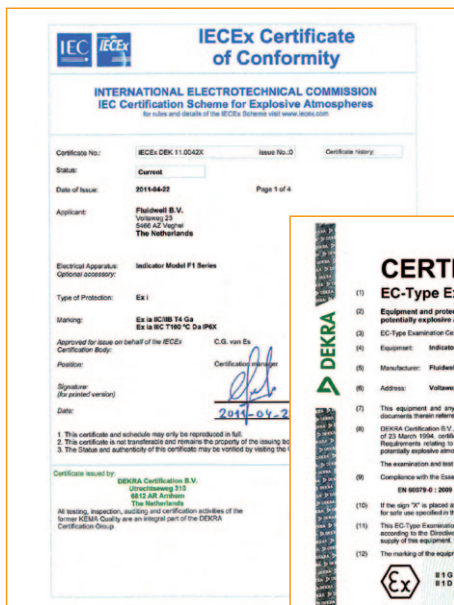 IEC IECEx
IECEx Certificate
of Conformity
INTERNATIONAL ELECTROTECHNICAL COMMISSION
IEC Certification Scheme for Explosive Atmospheres
for rules and details of the IECEx Scheme visit www.iecex.com
Certificate No.: IECEx DEK 11.0042X Issue No.:0 Certificate history:
Status: Current
Date of Issue: 2011-04-22 Page 1 of 4
Applicant: Fluidwell B.V.
Voltaweg 23
5466 AZ Veghel
The Netherlands
Electrical Apparatus: Indicator Model F1 Series
Optional accessory:
Type of Protection: Ex i
Marking: Ex ia IIC/IIB T4 Ga
Ex ia IIIC T100 °C Da IP6X
Approved for issue on behalf of the IECEx C.G. van Es
Certification Body:
Position: Certification manager
Signature:
(for printed version)
Date: 2011-04-2
1. This certificate and schedule may only be reproduced in full.
2. This certificate is not transferable and remains the property of the issuing bo
3. The Status and authenticity of this certificate may be verified by visiting the
Certificate issued by:
DEKRA Certification B.V.
Utrechtseweg 310
6812 AR Arnhem
The Netherlands
All testing, inspection, auditing and certification activities of the
former KEMA Quality are an integral part of the DEKRA
Certification Group.
DEKRA
CERTI
(1) EC-Type Ex
(2) Equipment and prote
potentially explosive a
(3) EC-Type Examination Ce
(4) Equipment: Indicato
(5) Manufacturer: Fluidwel
(6) Address: Voltawe
(7) This equipment and any
documents therein referre
(8) DEKRA Certification B.V.,
of 23 March 1994, certifi
Requirements relating to
potentially explosive atmo
The examination and test
(9) Compliance with the Esse
EN 60079-0 : 2009
(10) If the sign "X" is placed a
for safe use specified in th
(11) This EC-Type Examinatio
according to the Directive
supply of this equipment.
(12) The marking of the equipm
Ex II 1 G
II 1 D